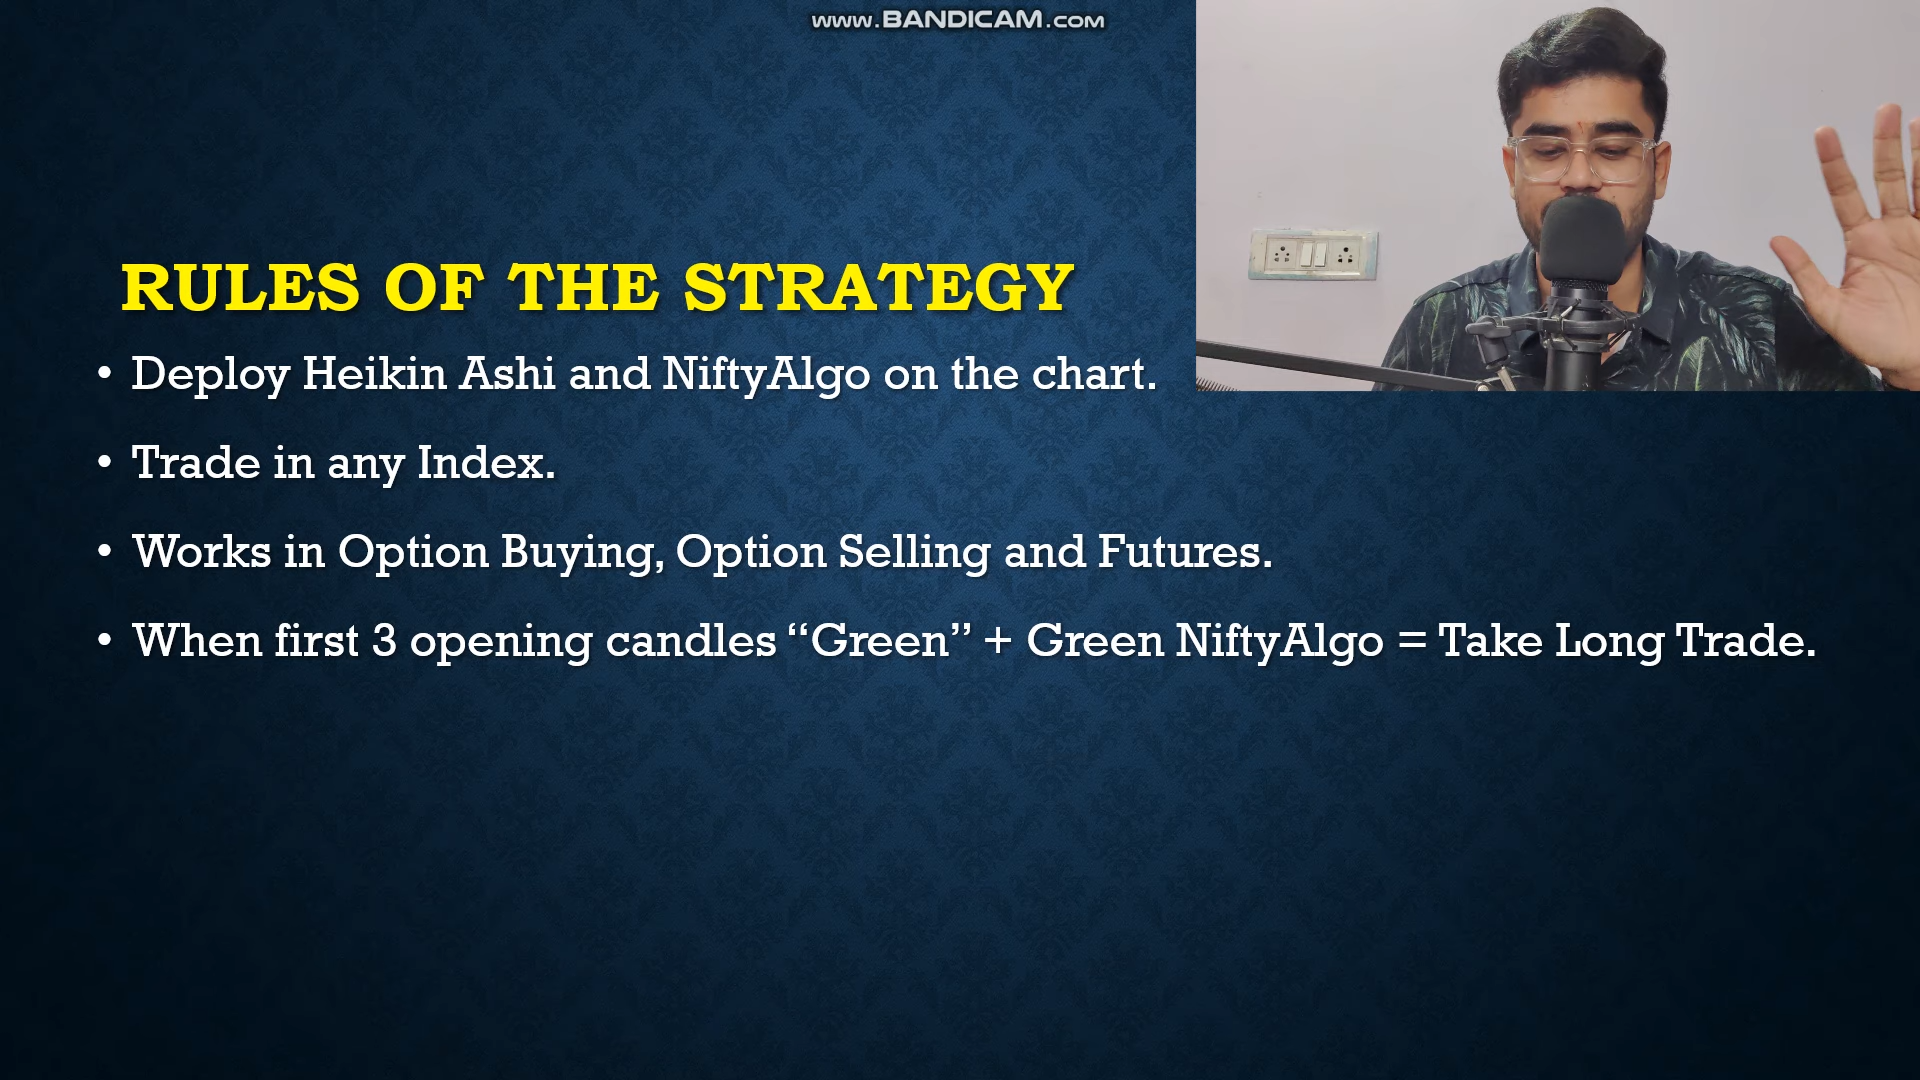 www.BANDICAM.com
RULES OF THE STRATEGY
• Deploy Heikin Ashi and NiftyAlgo on the chart.
• Trade in any Index.
• Works in Option Buying, Option Selling and Futures.
• When first 3 opening candles “Green” + Green NiftyAlgo = Take Long Trade.